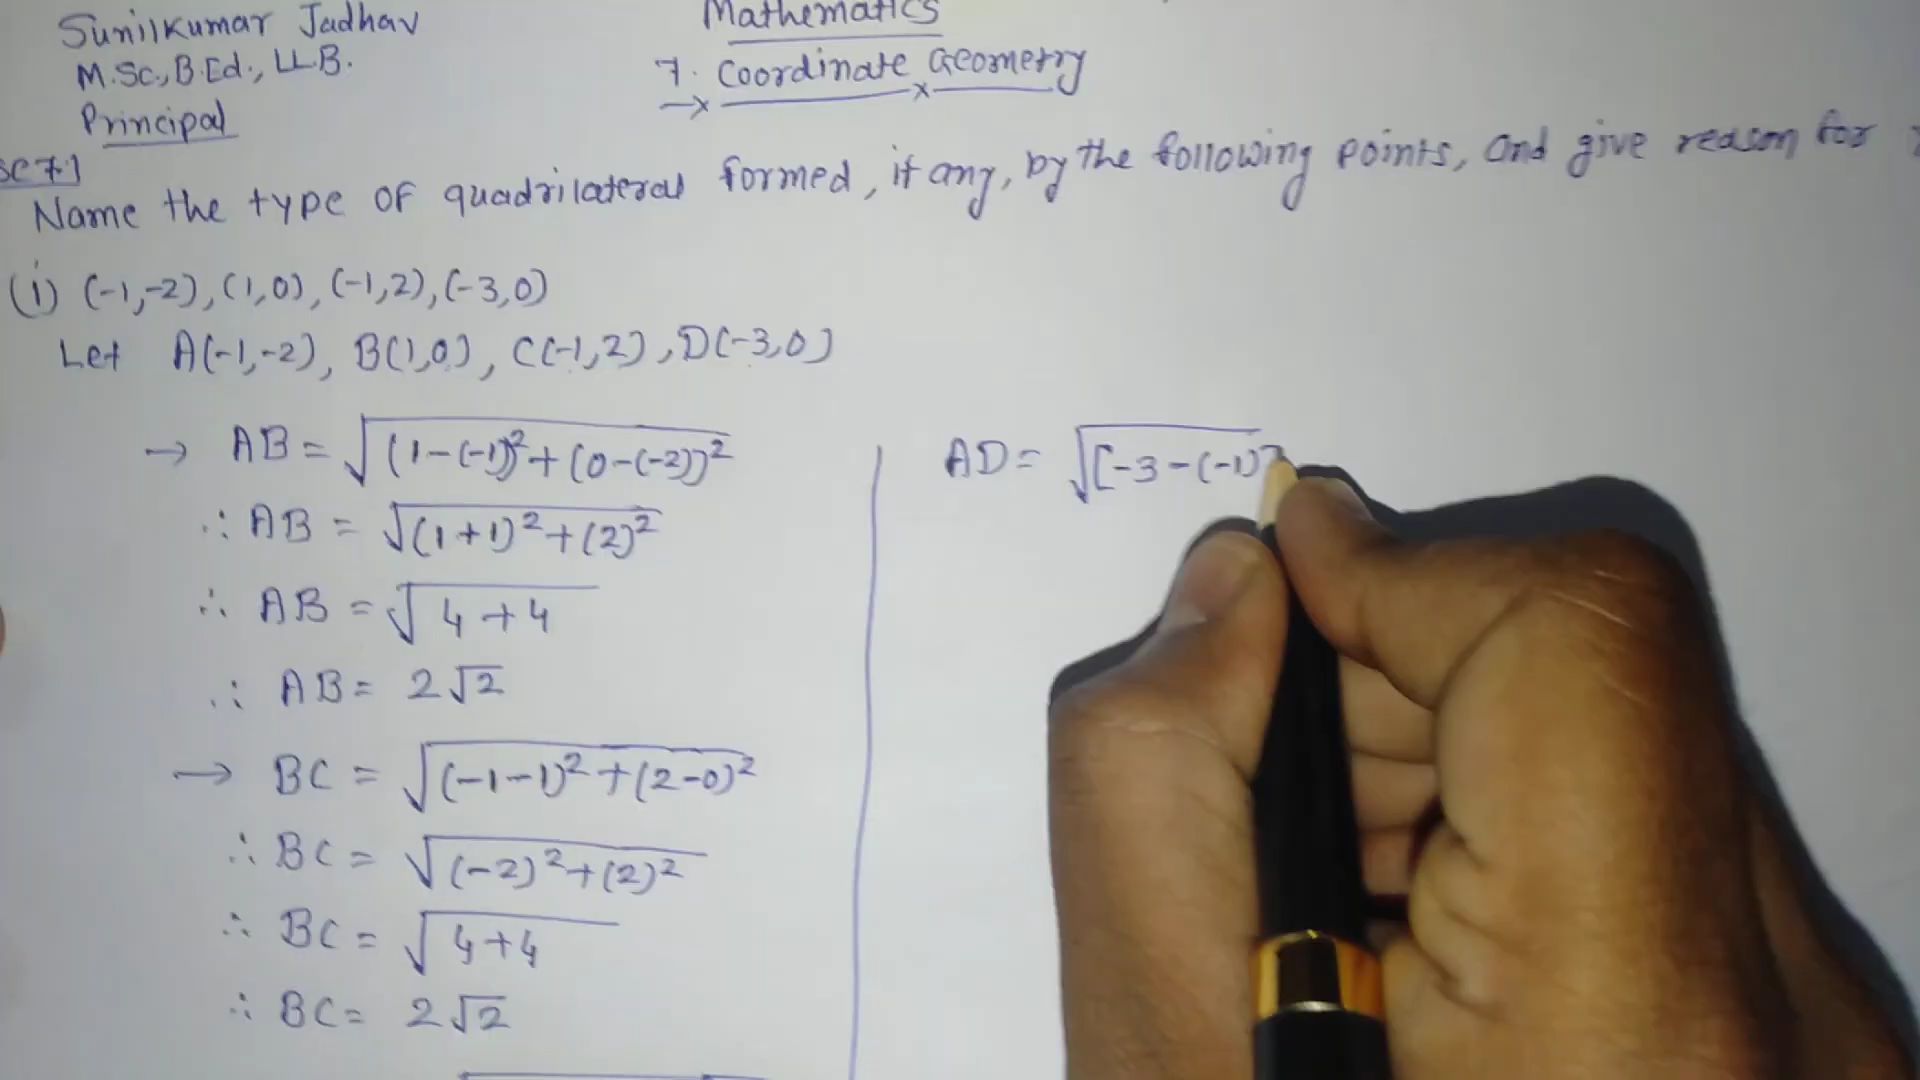 Sunilkumar Jadhav
M.Sc., B.Ed., LL.B.
Principal
Mathematics
7. Coordinate Geometry
7.1
Name the type of quadrilateral formed, if any, by the following points, and give reason for
(i) (-1,-2), (1,0), (-1,2), (-3,0)
Let A(-1,-2), B(1,0), C(-1,2), D(-3,0)
→ AB = √(1-(-1))²+(0-(-2))²
∴ AB = √(1+1)²+(2)²
∴ AB = √4+4
∴ AB = 2√2
→ BC = √(-1-1)²+(2-0)²
∴ BC = √(-2)²+(2)²
∴ BC = √4+4
∴ BC = 2√2
AD = √[-3-(-1)]